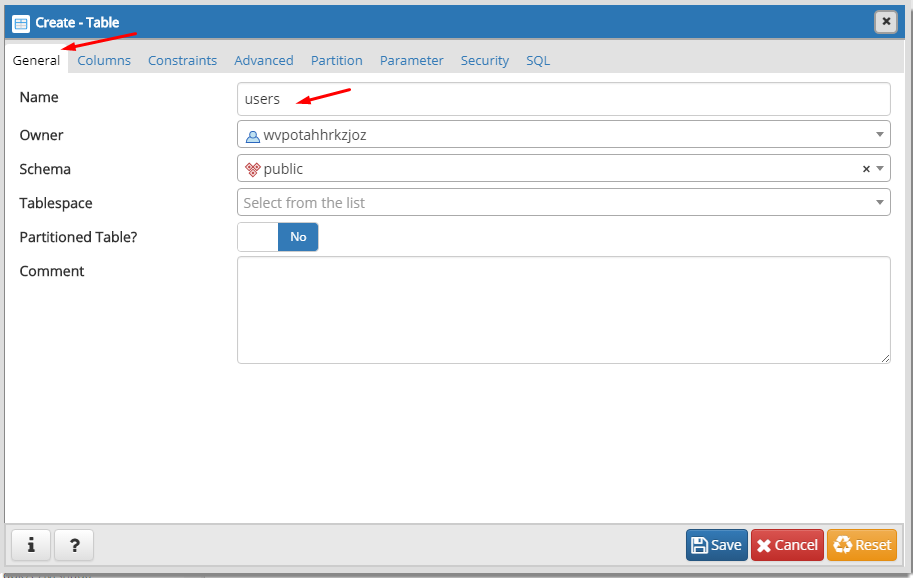 Create - Table
General Columns Constraints Advanced Partition Parameter Security SQL
Name users
Owner wvpotahhrkzjoz
Schema public
Tablespace Select from the list
Partitioned Table? No
Comment
i ? Save Cancel Reset